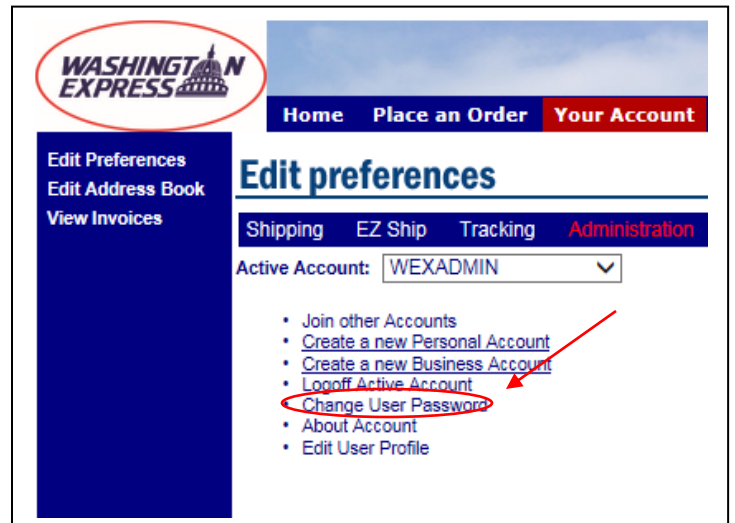 WASHINGTON
EXPRESS
Home Place an Order Your Account
Edit Preferences
Edit Address Book
View Invoices
Edit preferences
Shipping EZ Ship Tracking Administration
Active Account: WEXADMIN
• Join other Accounts
• Create a new Personal Account
• Create a new Business Account
• Logoff Active Account
• Change User Password
• About Account
• Edit User Profile